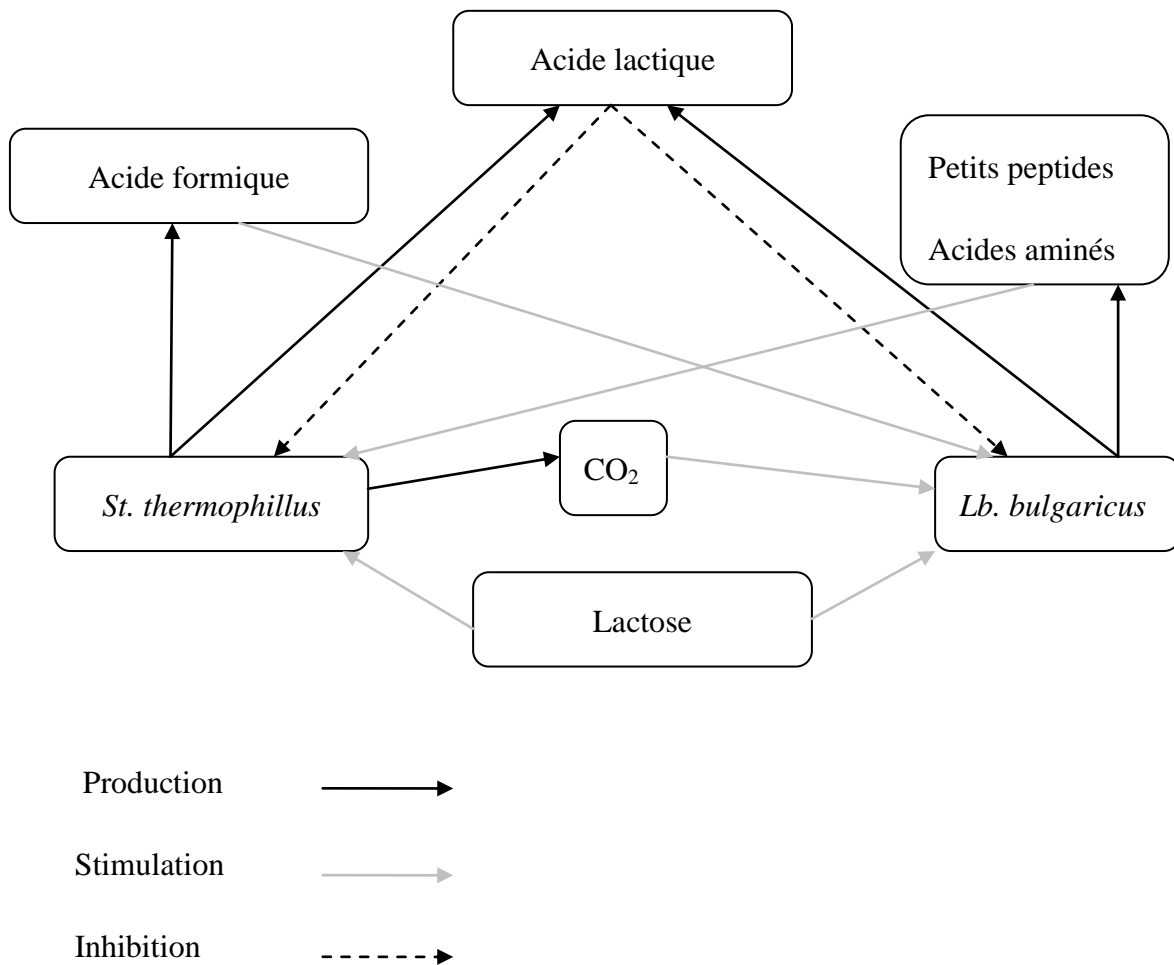 Acide lactique
Acide formique
Petits peptides
Acides aminés
CO₂
St. thermophillus
Lb. bulgaricus
Lactose
Production
Stimulation
Inhibition